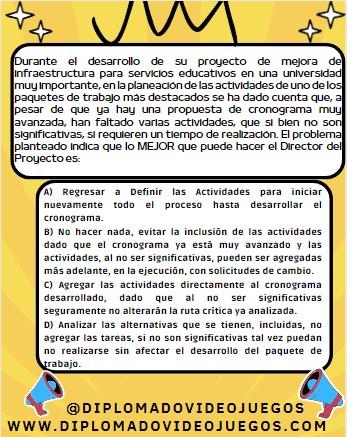 Durante el desarrollo de su proyecto de mejora de
infraestructura para servicios educativos en una universidad
muy importante, en la planeación de las actividades de uno de los
paquetes de trabajo más destacados se ha dado cuenta que, a
pesar de que ya hay una propuesta de cronograma muy
avanzada, han faltado varias actividades, que si bien no son
significativas, si requieren un tiempo de realización. El problema
planteado indica que lo MEJOR que puede hacer el Director del
Proyecto es:
A) Regresar a Definir las Actividades para iniciar
nuevamente todo el proceso hasta desarrollar el
cronograma.
B) No hacer nada, evitar la inclusión de las actividades
dado que el cronograma ya está muy avanzado y las
actividades, al no ser significativas, pueden ser agregadas
más adelante, en la ejecución, con solicitudes de cambio.
C) Agregar las actividades directamente al cronograma
desarrollado, dado que al no ser significativas
seguramente no alterarán la ruta crítica ya analizada.
D) Analizar las alternativas que se tienen, incluidas, no
agregar las tareas, si no son significativas tal vez puedan
no realizarse sin afectar el desarrollo del paquete de
trabajo.
@DIPLOMADOVIDEOJUEGOS
WWW.DIPLOMADOVIDEOJUEGOS.COM